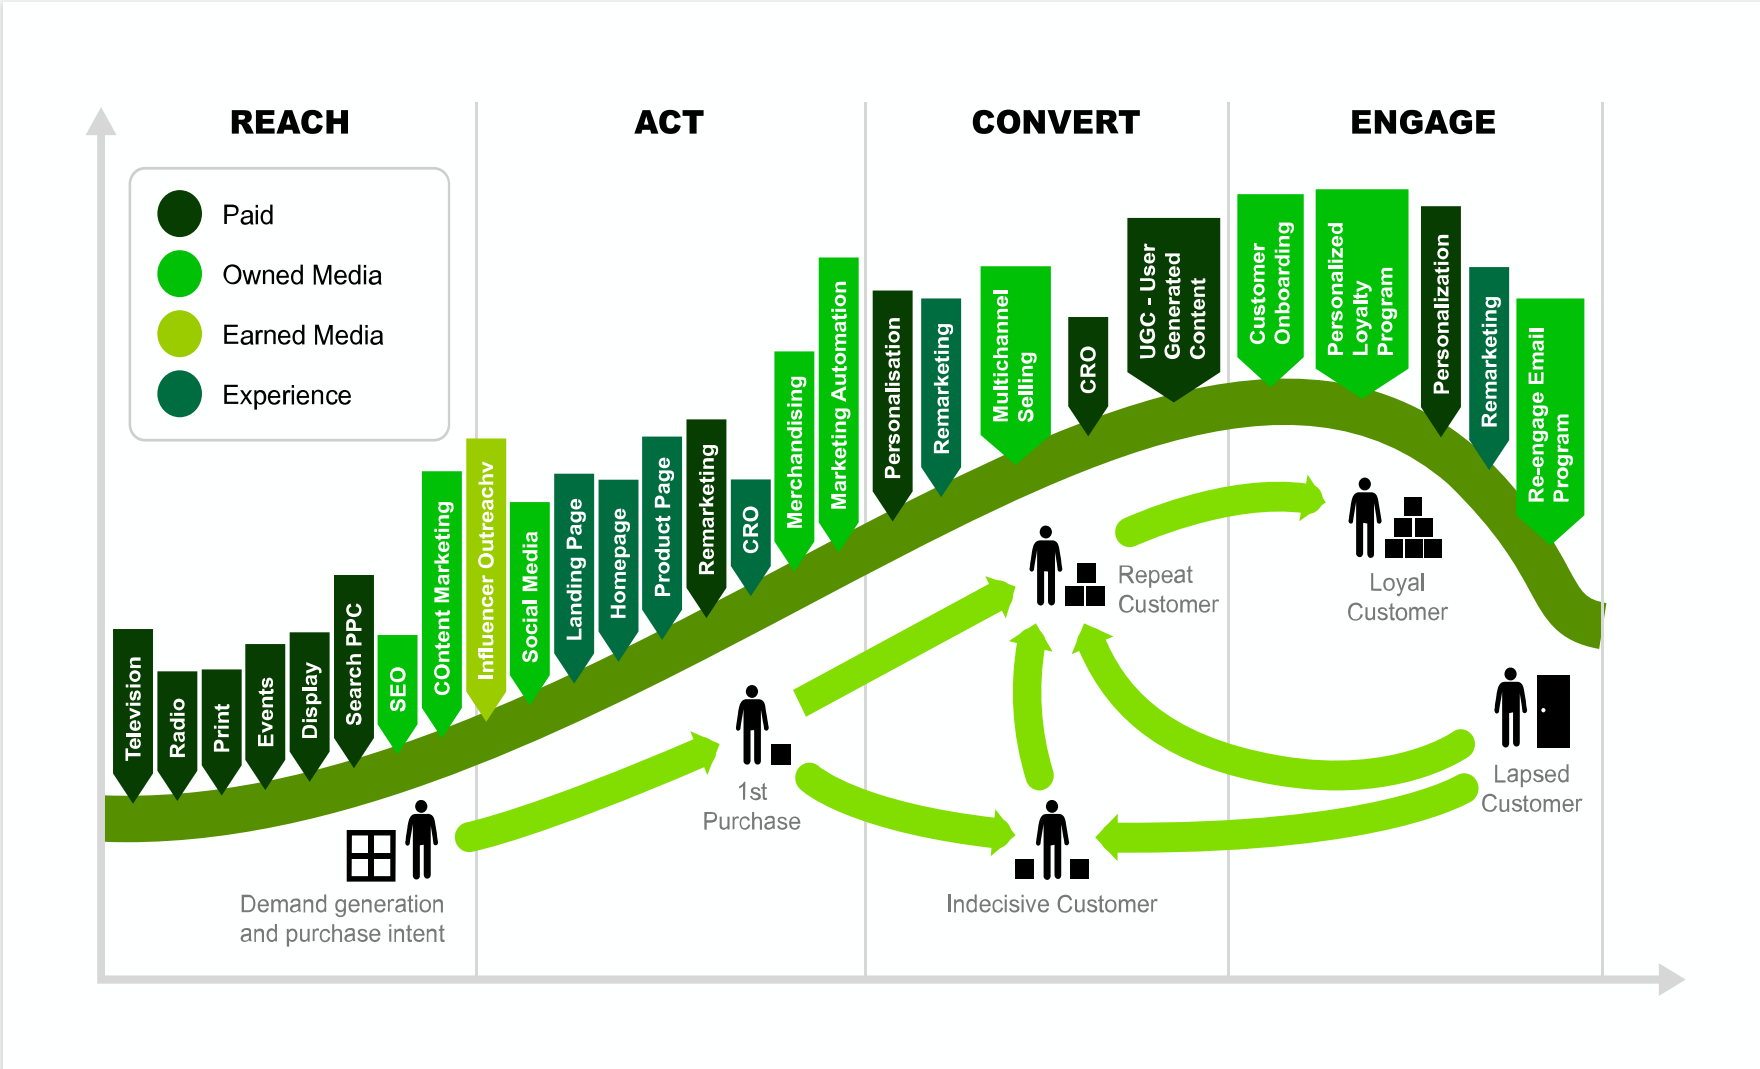 REACH
ACT
CONVERT
ENGAGE
Paid
Owned Media
Earned Media
Experience
Television
Radio
Print
Events
Display
Search PPC
SEO
COntent Marketing
Influencer Outreachv
Social Media
Landing Page
Homepage
Product Page
Remarketing
CRO
Merchandising
Marketing Automation
Personalisation
Remarketing
Multichannel
Selling
CRO
UGC - User
Generated
Content
Customer
Onboarding
Personalized
Loyalty
Program
Personalization
Remarketing
Re-engage Email
Program
Demand generation
and purchase intent
1st
Purchase
Repeat
Customer
Indecisive Customer
Loyal
Customer
Lapsed
Customer